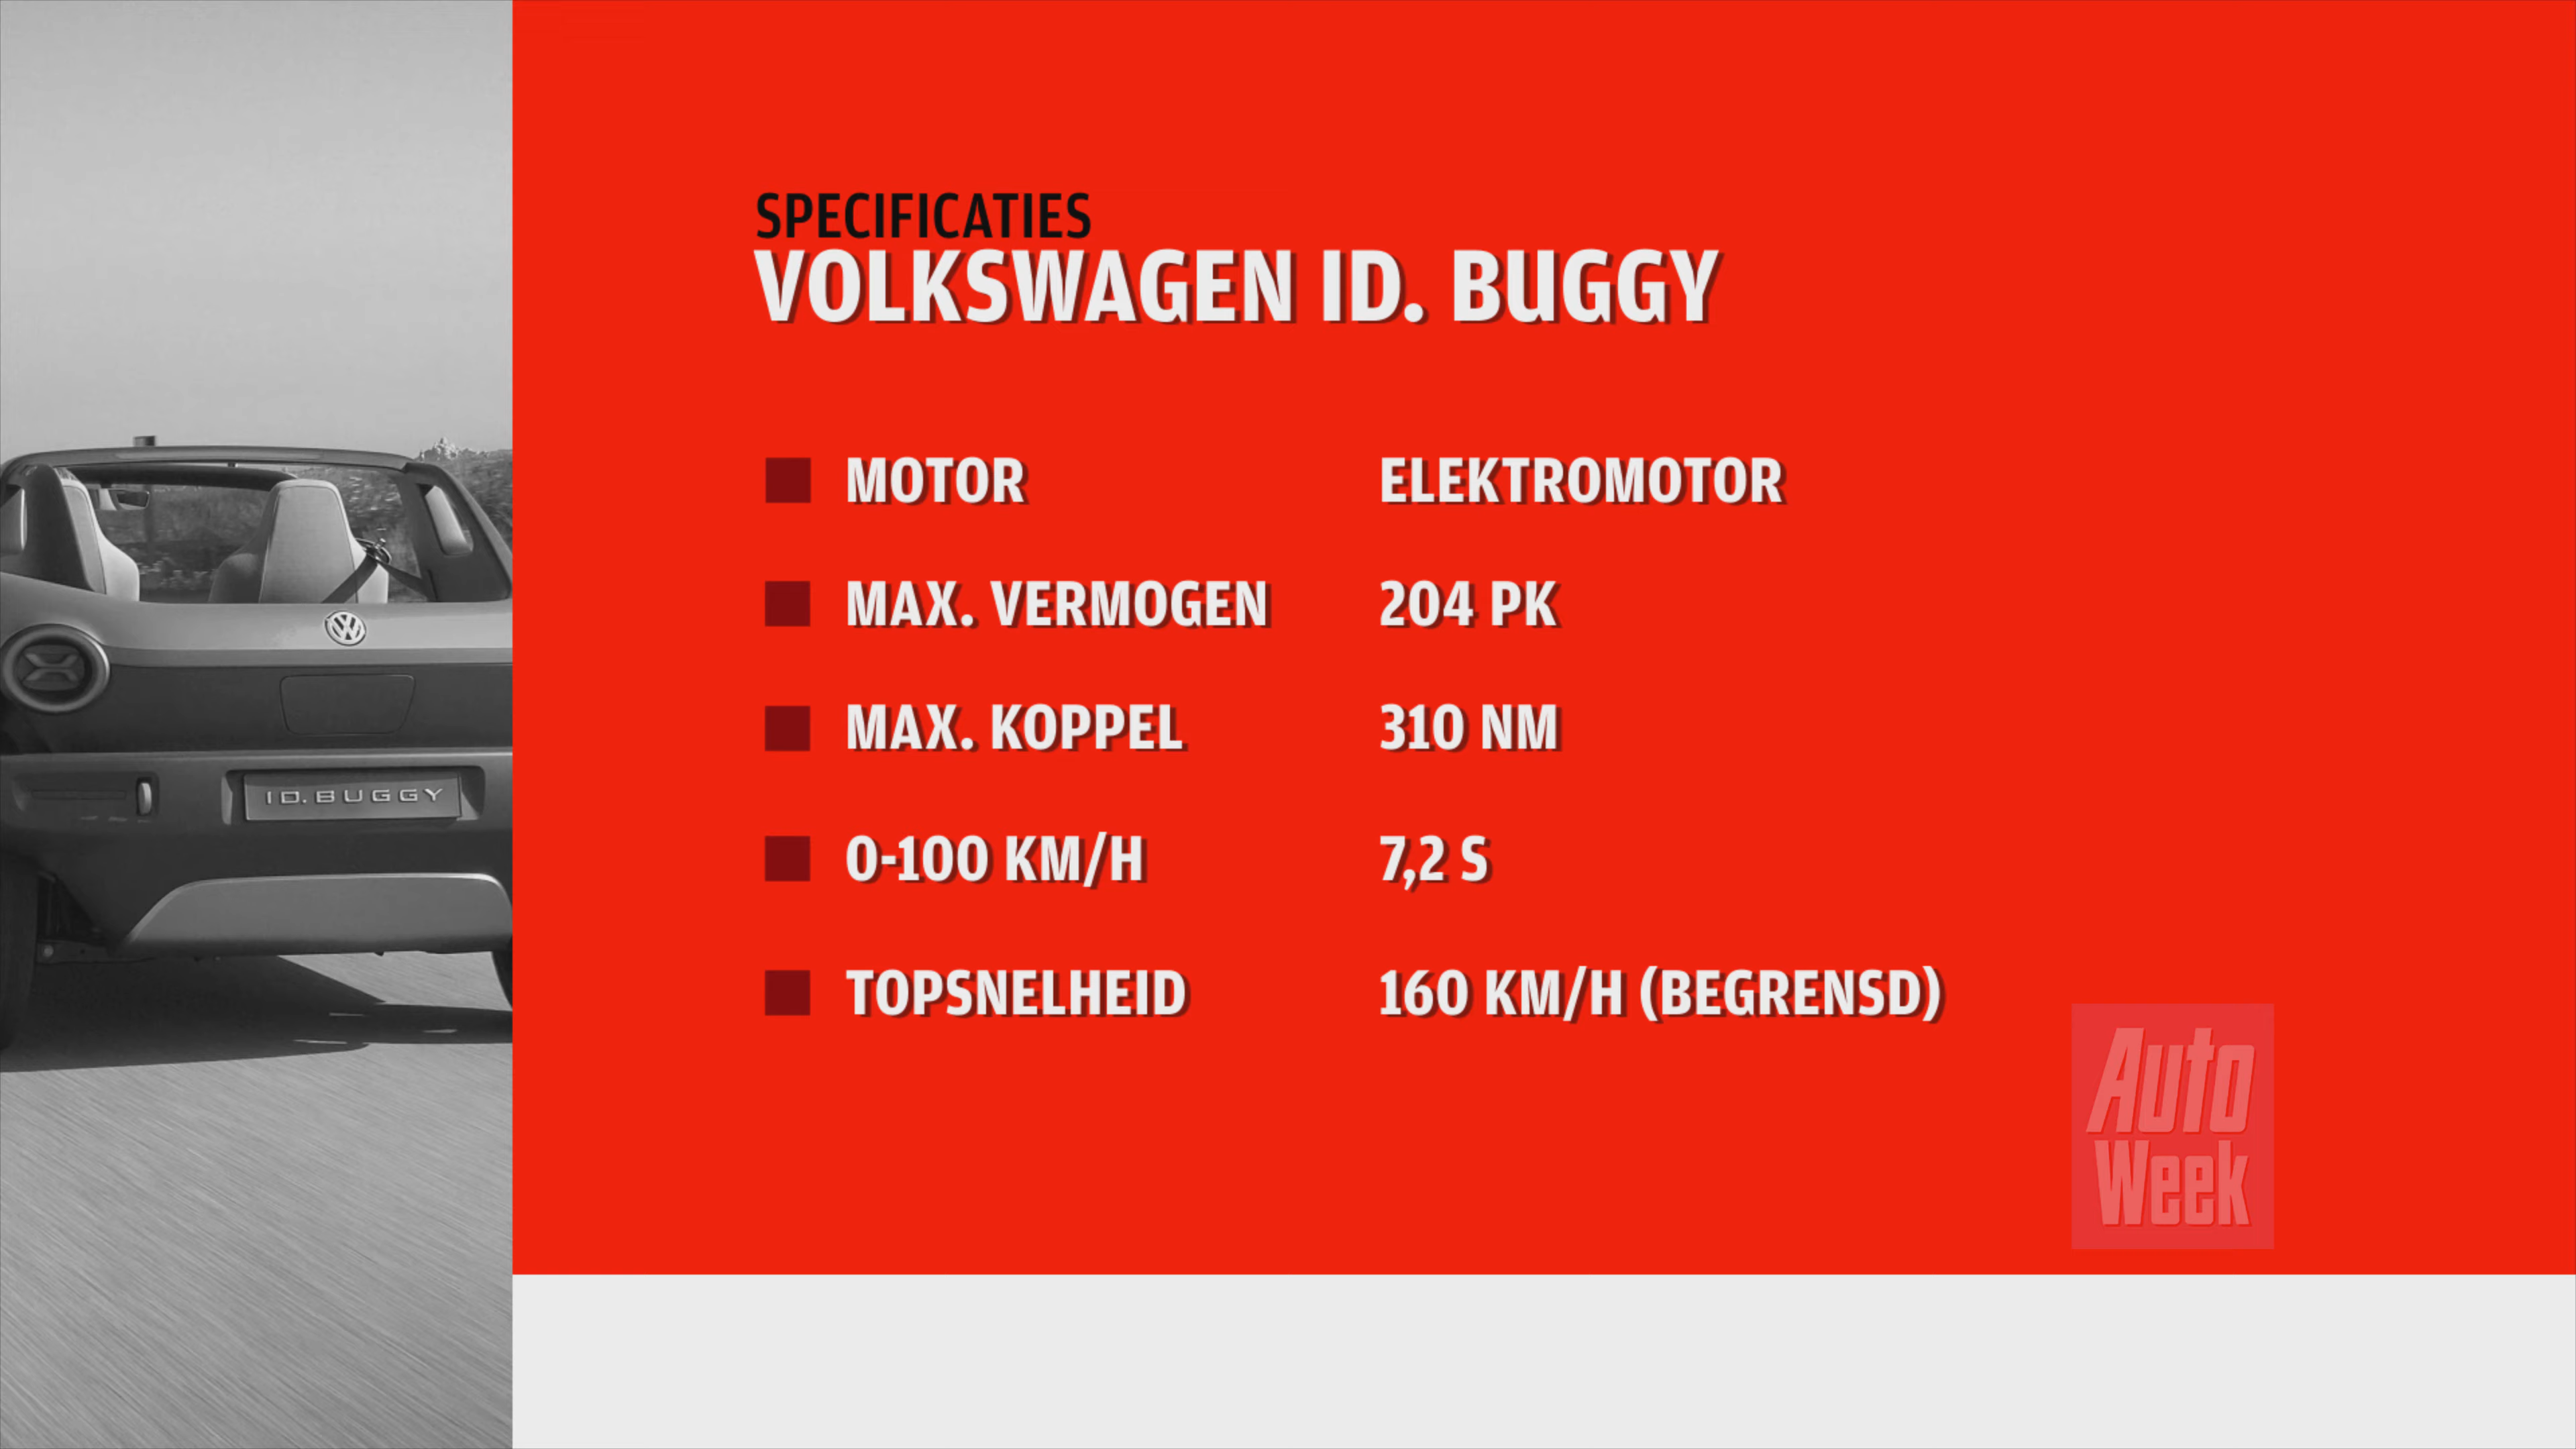 SPECIFICATIES
VOLKSWAGEN ID. BUGGY
MOTOR ELEKTROMOTOR
MAX. VERMOGEN 204 PK
MAX. KOPPEL 310 NM
0-100 KM/H 7,2 S
TOPSNELHEID 160 KM/H (BEGRENSD)
ID. BUGGY
Auto
Week